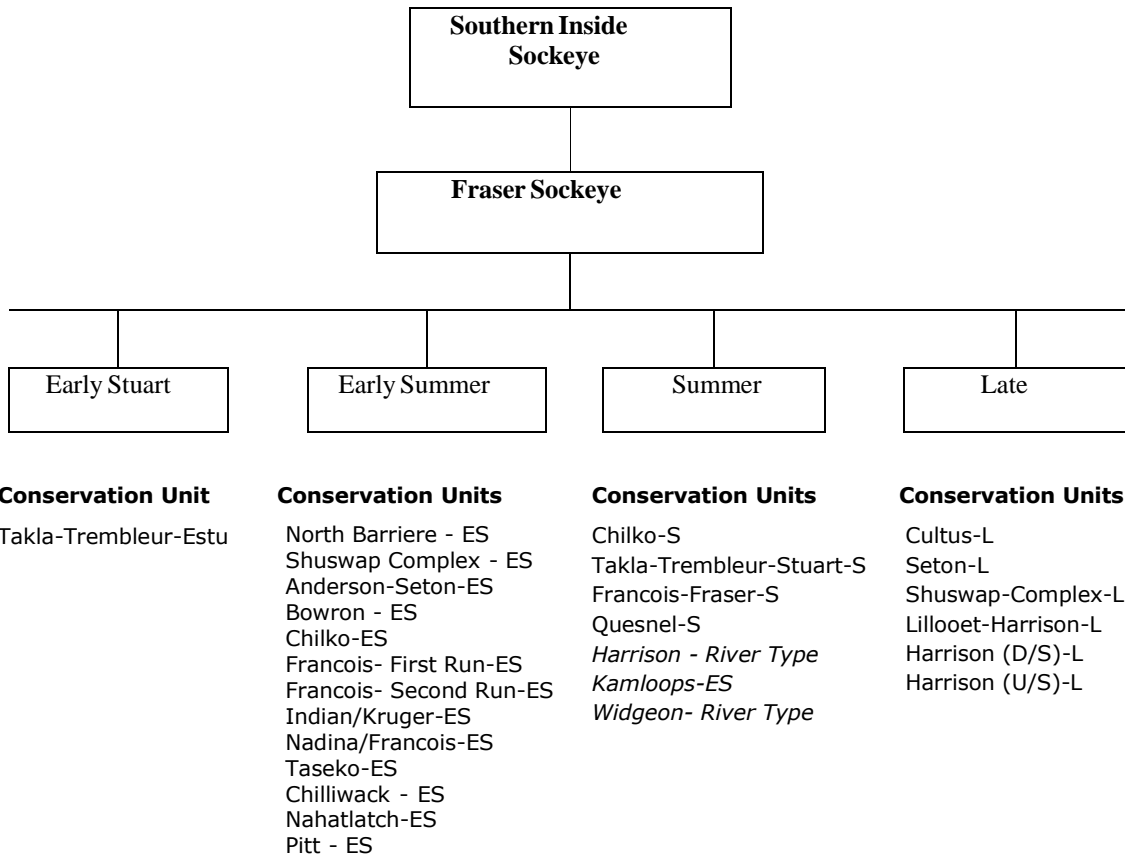 Southern Inside
Sockeye
Fraser Sockeye
Early Stuart
Early Summer
Summer
Late
Conservation Unit
Takla-Trembleur-Estu
Conservation Units
North Barriere - ES
Shuswap Complex - ES
Anderson-Seton-ES
Bowron - ES
Chilko-ES
Francois- First Run-ES
Francois- Second Run-ES
Indian/Kruger-ES
Nadina/Francois-ES
Taseko-ES
Chilliwack - ES
Nahatlatch-ES
Pitt - ES
Conservation Units
Chilko-S
Takla-Trembleur-Stuart-S
Francois-Fraser-S
Quesnel-S
Harrison - River Type
Kamloops-ES
Widgeon- River Type
Conservation Units
Cultus-L
Seton-L
Shuswap-Complex-L
Lillooet-Harrison-L
Harrison (D/S)-L
Harrison (U/S)-L